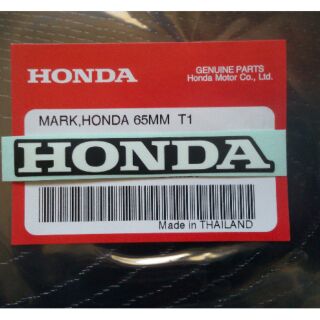 HONDA
GENUINE PARTS
Honda Motor Co., Ltd.
MARK,HONDA 65MM T1
HONDA
Made in THAILAND